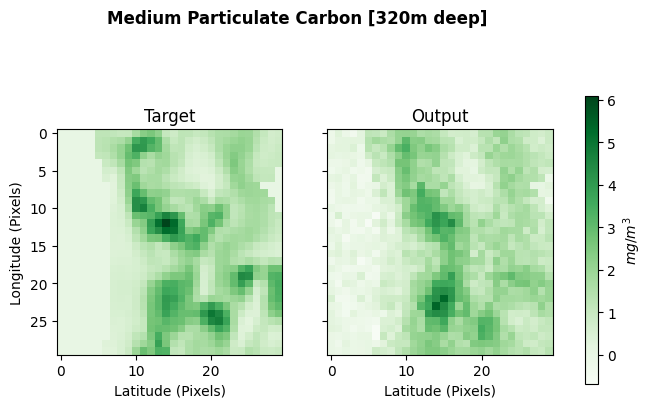 Medium Particulate Carbon [320m deep]
Target
Output
0
5
10
15
20
25
Longitude (Pixels)
0
10
20
Latitude (Pixels)
0
10
20
Latitude (Pixels)
6
5
4
3
2
1
0
mg/m³